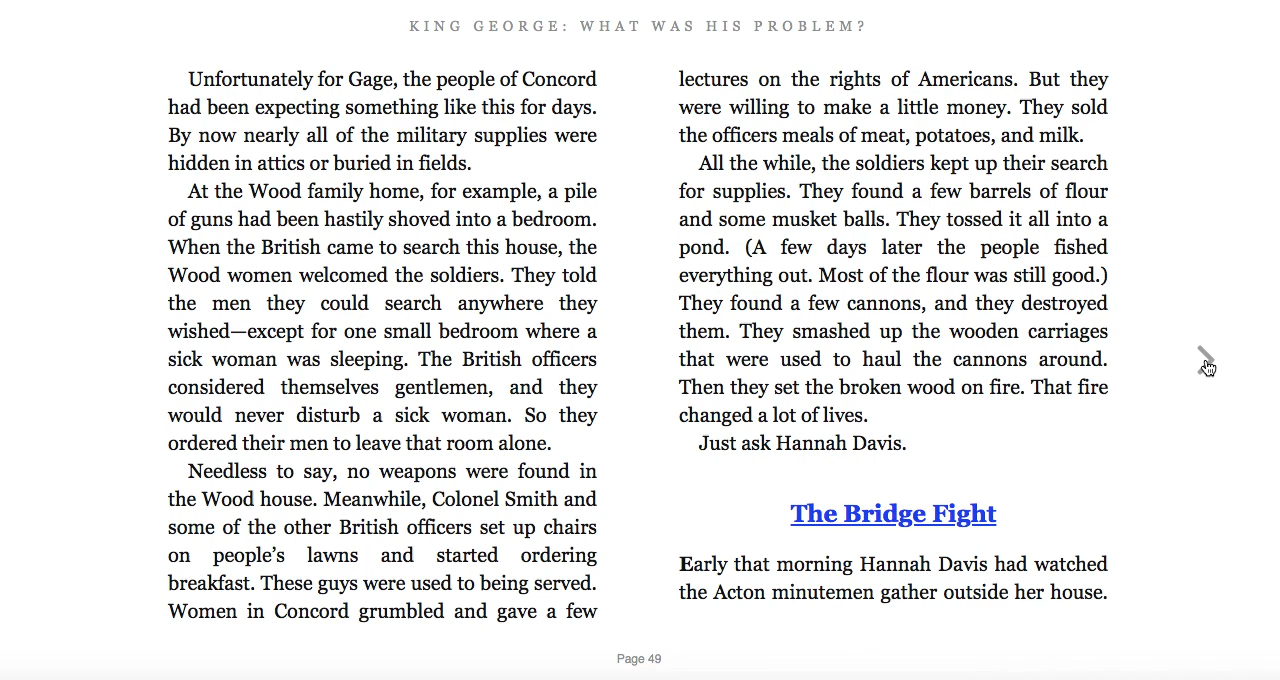 KING GEORGE: WHAT WAS HIS PROBLEM?
Unfortunately for Gage, the people of Concord
had been expecting something like this for days.
By now nearly all of the military supplies were
hidden in attics or buried in fields.
At the Wood family home, for example, a pile
of guns had been hastily shoved into a bedroom.
When the British came to search this house, the
Wood women welcomed the soldiers. They told
the men they could search anywhere they
wished—except for one small bedroom where a
sick woman was sleeping. The British officers
considered themselves gentlemen, and they
would never disturb a sick woman. So they
ordered their men to leave that room alone.
Needless to say, no weapons were found in
the Wood house. Meanwhile, Colonel Smith and
some of the other British officers set up chairs
on people’s lawns and started ordering
breakfast. These guys were used to being served.
Women in Concord grumbled and gave a few
lectures on the rights of Americans. But they
were willing to make a little money. They sold
the officers meals of meat, potatoes, and milk.
All the while, the soldiers kept up their search
for supplies. They found a few barrels of flour
and some musket balls. They tossed it all into a
pond. (A few days later the people fished
everything out. Most of the flour was still good.)
They found a few cannons, and they destroyed
them. They smashed up the wooden carriages
that were used to haul the cannons around.
Then they set the broken wood on fire. That fire
changed a lot of lives.
Just ask Hannah Davis.
The Bridge Fight
Early that morning Hannah Davis had watched
the Acton minutemen gather outside her house.
Page 49